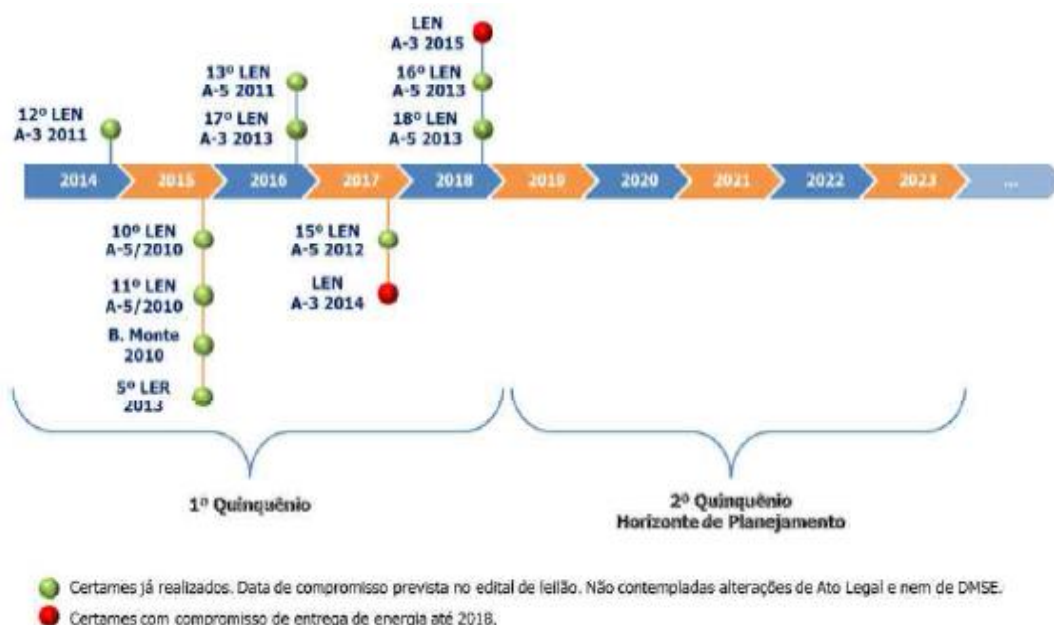 LEN
A-3 2015
13º LEN
A-5 2011
16º LEN
A-5 2013
12º LEN
A-3 2011
17º LEN
A-3 2013
18º LEN
A-5 2013
2014
2015
2016
2017
2018
2019
2020
2021
2022
2023
...
10º LEN
A-5/2010
15º LEN
A-5 2012
11º LEN
A-5/2010
LEN
A-3 2014
B. Monte
2010
5º LER
2013
1º Quinquênio
2º Quinquênio
Horizonte de Planejamento
Certames já realizados. Data de compromisso prevista no edital de leilão. Não contempladas alterações de Ato Legal e nem de DMSE.
Certames com compromisso de entrega de energia até 2018.